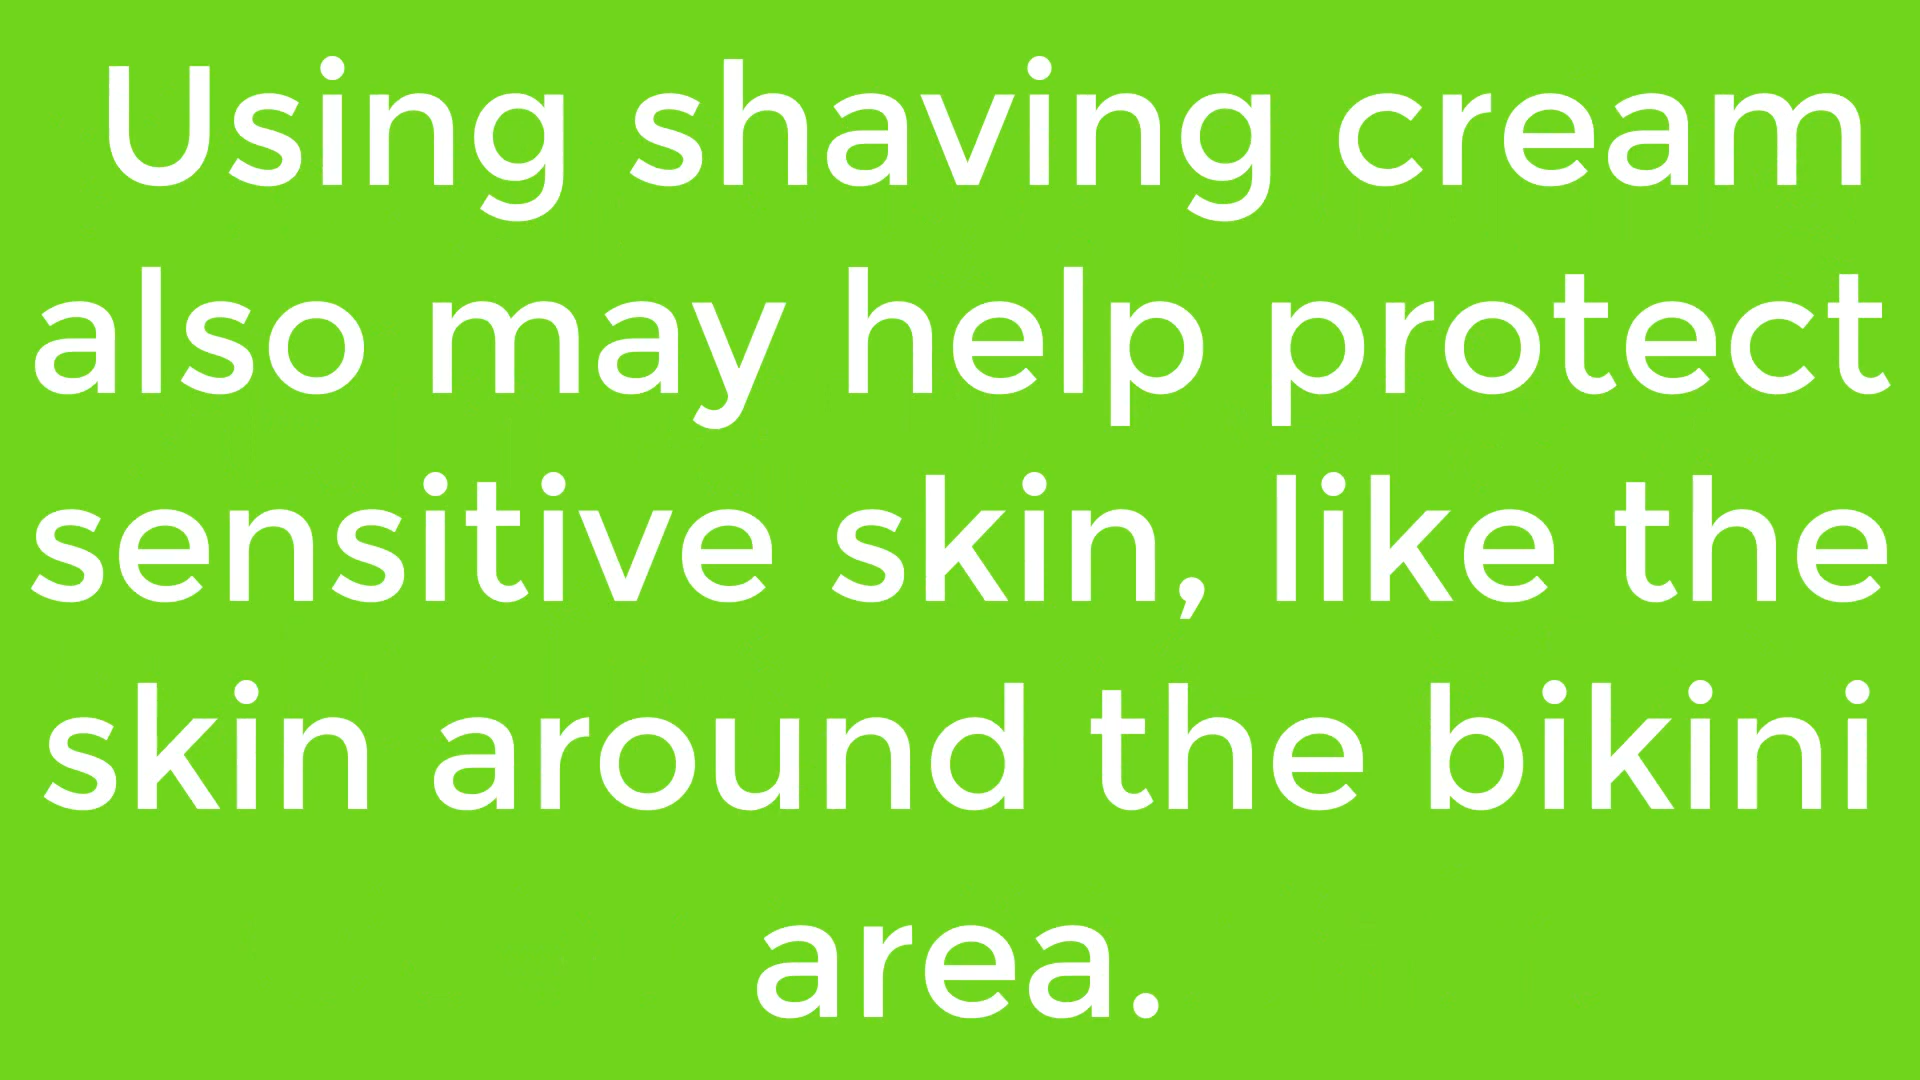 Using shaving cream
also may help protect
sensitive skin, like the
skin around the bikini
area.